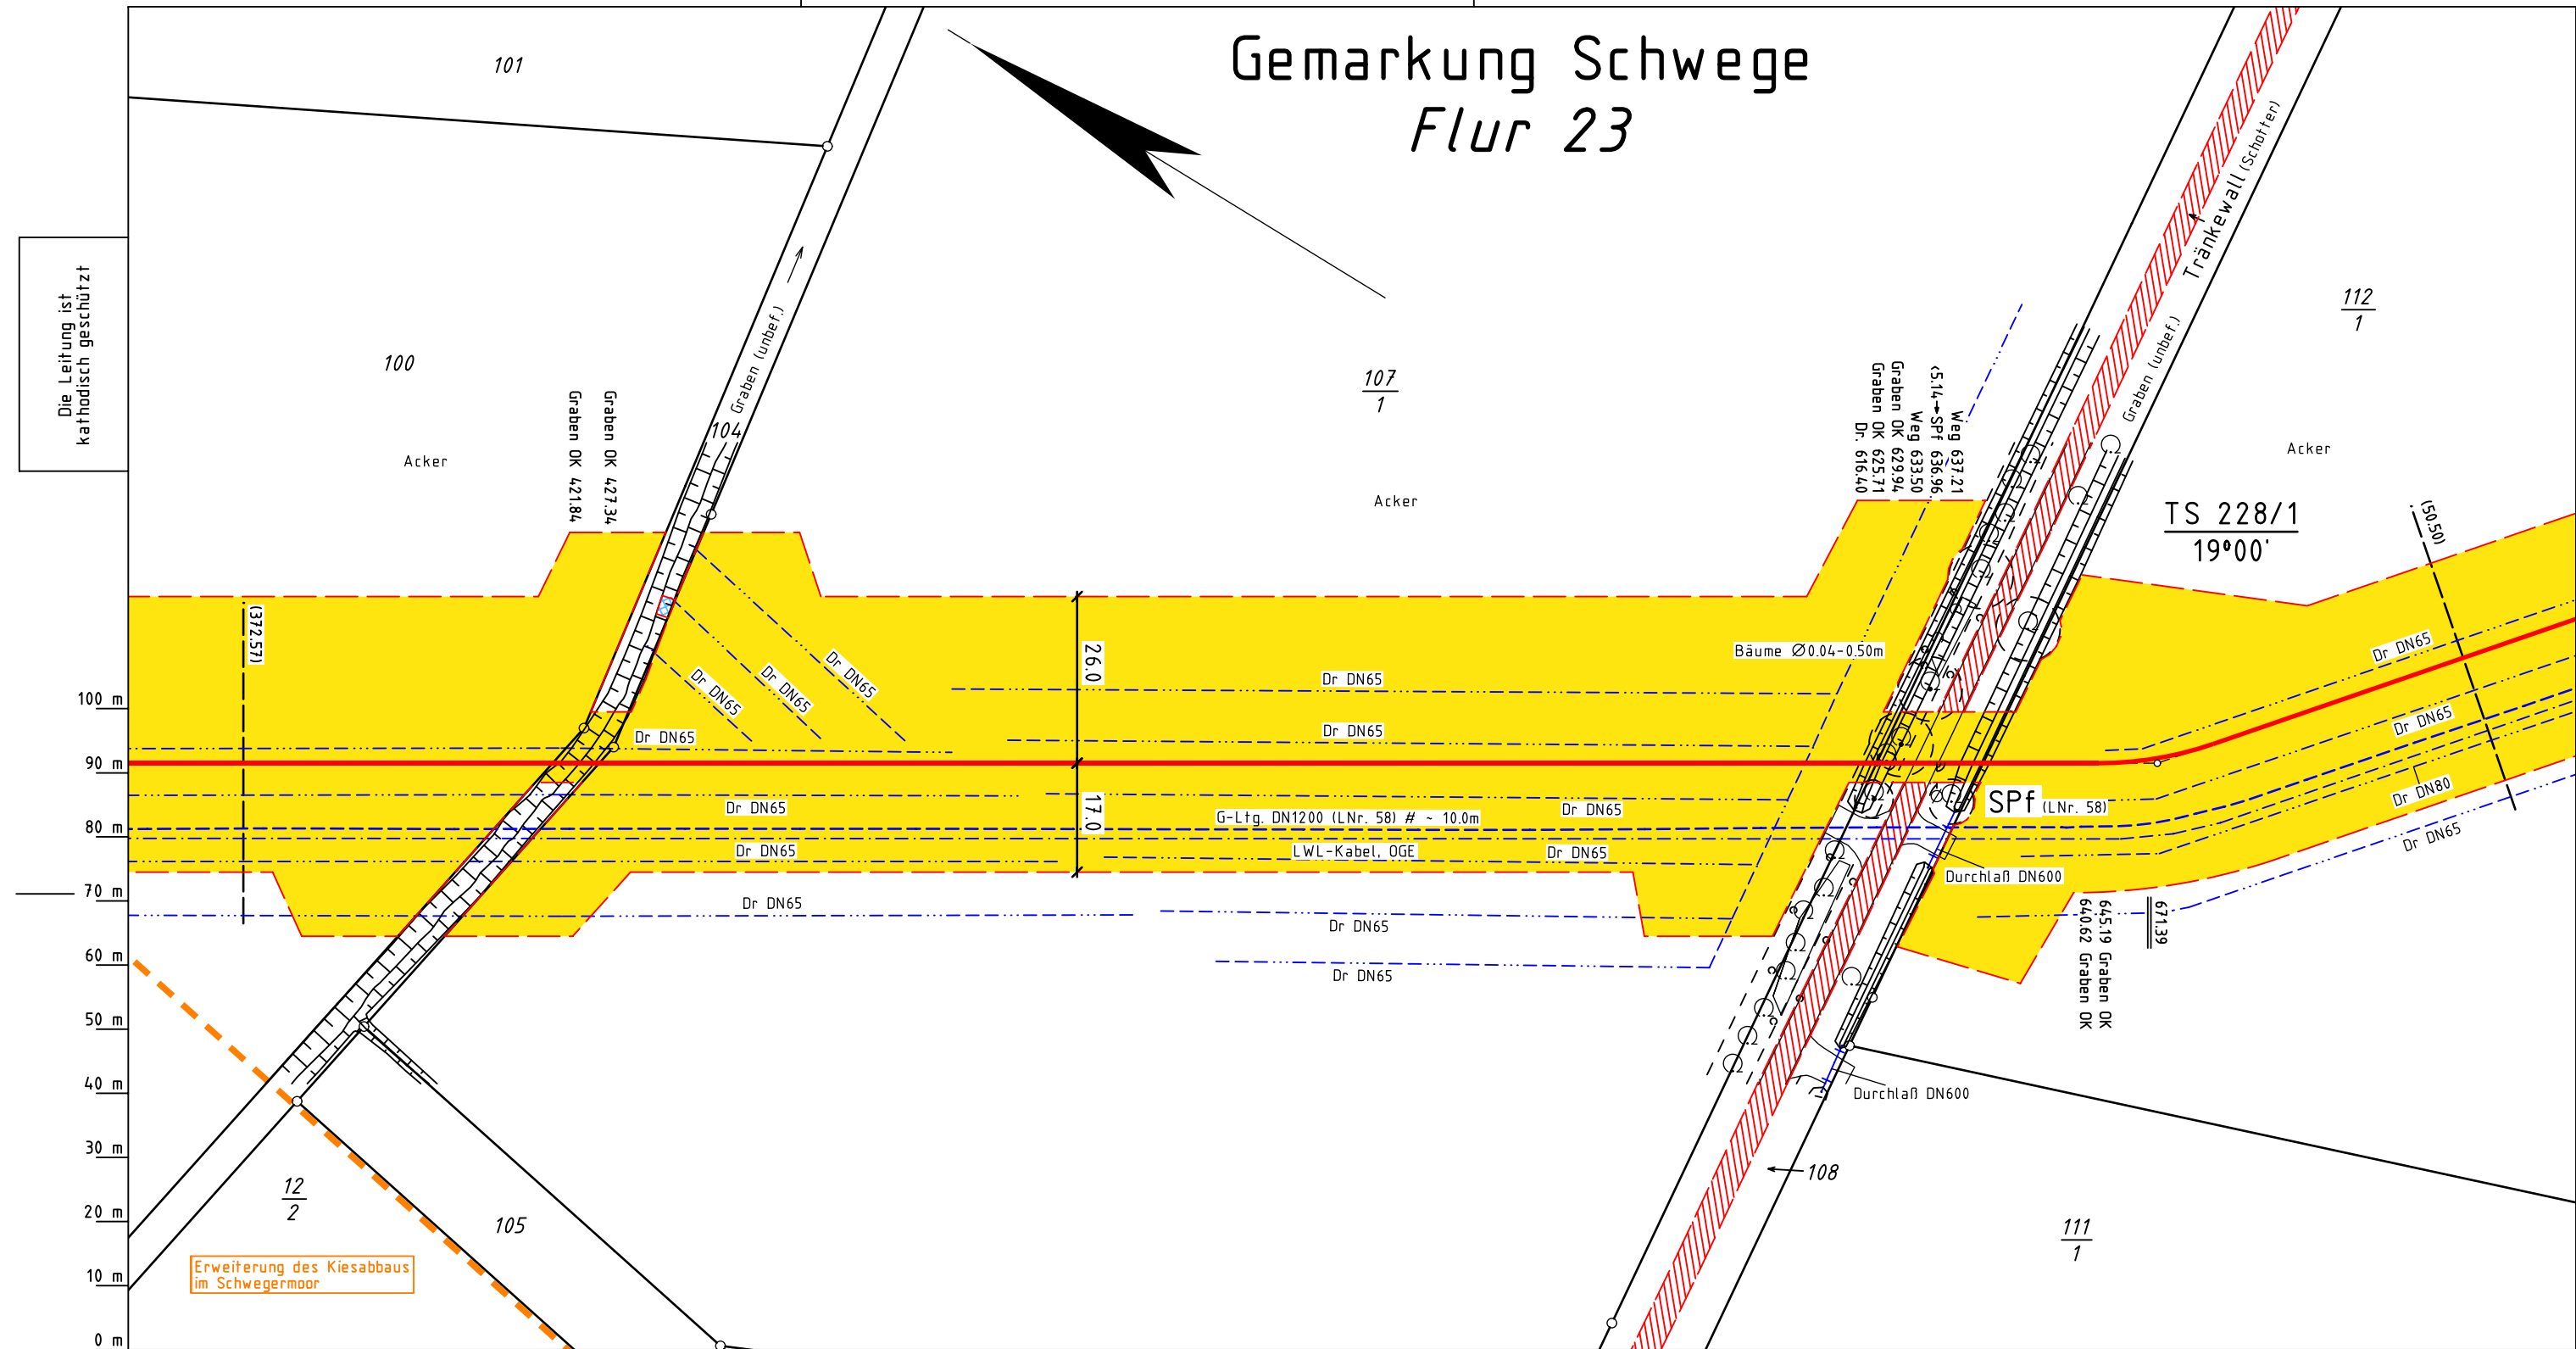 Gemarkung Schwege
Flur 23
101
Die Leitung ist
kathodisch geschützt
100
Acker
Graben OK 421.84
Graben OK 427.34
104
Graben (unbef.)
107
1
Acker
Dr. 616.40
Graben OK 625.71
Graben OK 629.94
Weg 633.50
<5.14→SPf 636.96
Weg 637.21
Tränkewall (Schotter)
Graben (unbef.)
112
1
Acker
TS 228/1
19°00'
(50.50)
(372.57)
26.0
17.0
Bäume Ø0.04-0.50m
Dr DN65
Dr DN65
Dr DN65
Dr DN65
Dr DN65
Dr DN65
Dr DN65
Dr DN65
Dr DN65
G-Ltg. DN1200 (LNr. 58) # ~ 10.0m
Dr DN65
LWL-Kabel, OGE
Dr DN65
Dr DN65
Dr DN65
Dr DN65
SPf (LNr. 58)
Dr DN65
Dr DN65
Dr DN80
Dr DN65
Durchlaß DN600
Durchlaß DN600
640.62 Graben OK
645.19 Graben OK
671.39
100 m
90 m
80 m
70 m
60 m
50 m
40 m
30 m
20 m
10 m
0 m
12
2
105
108
111
1
Erweiterung des Kiesabbaus
im Schwegermoor